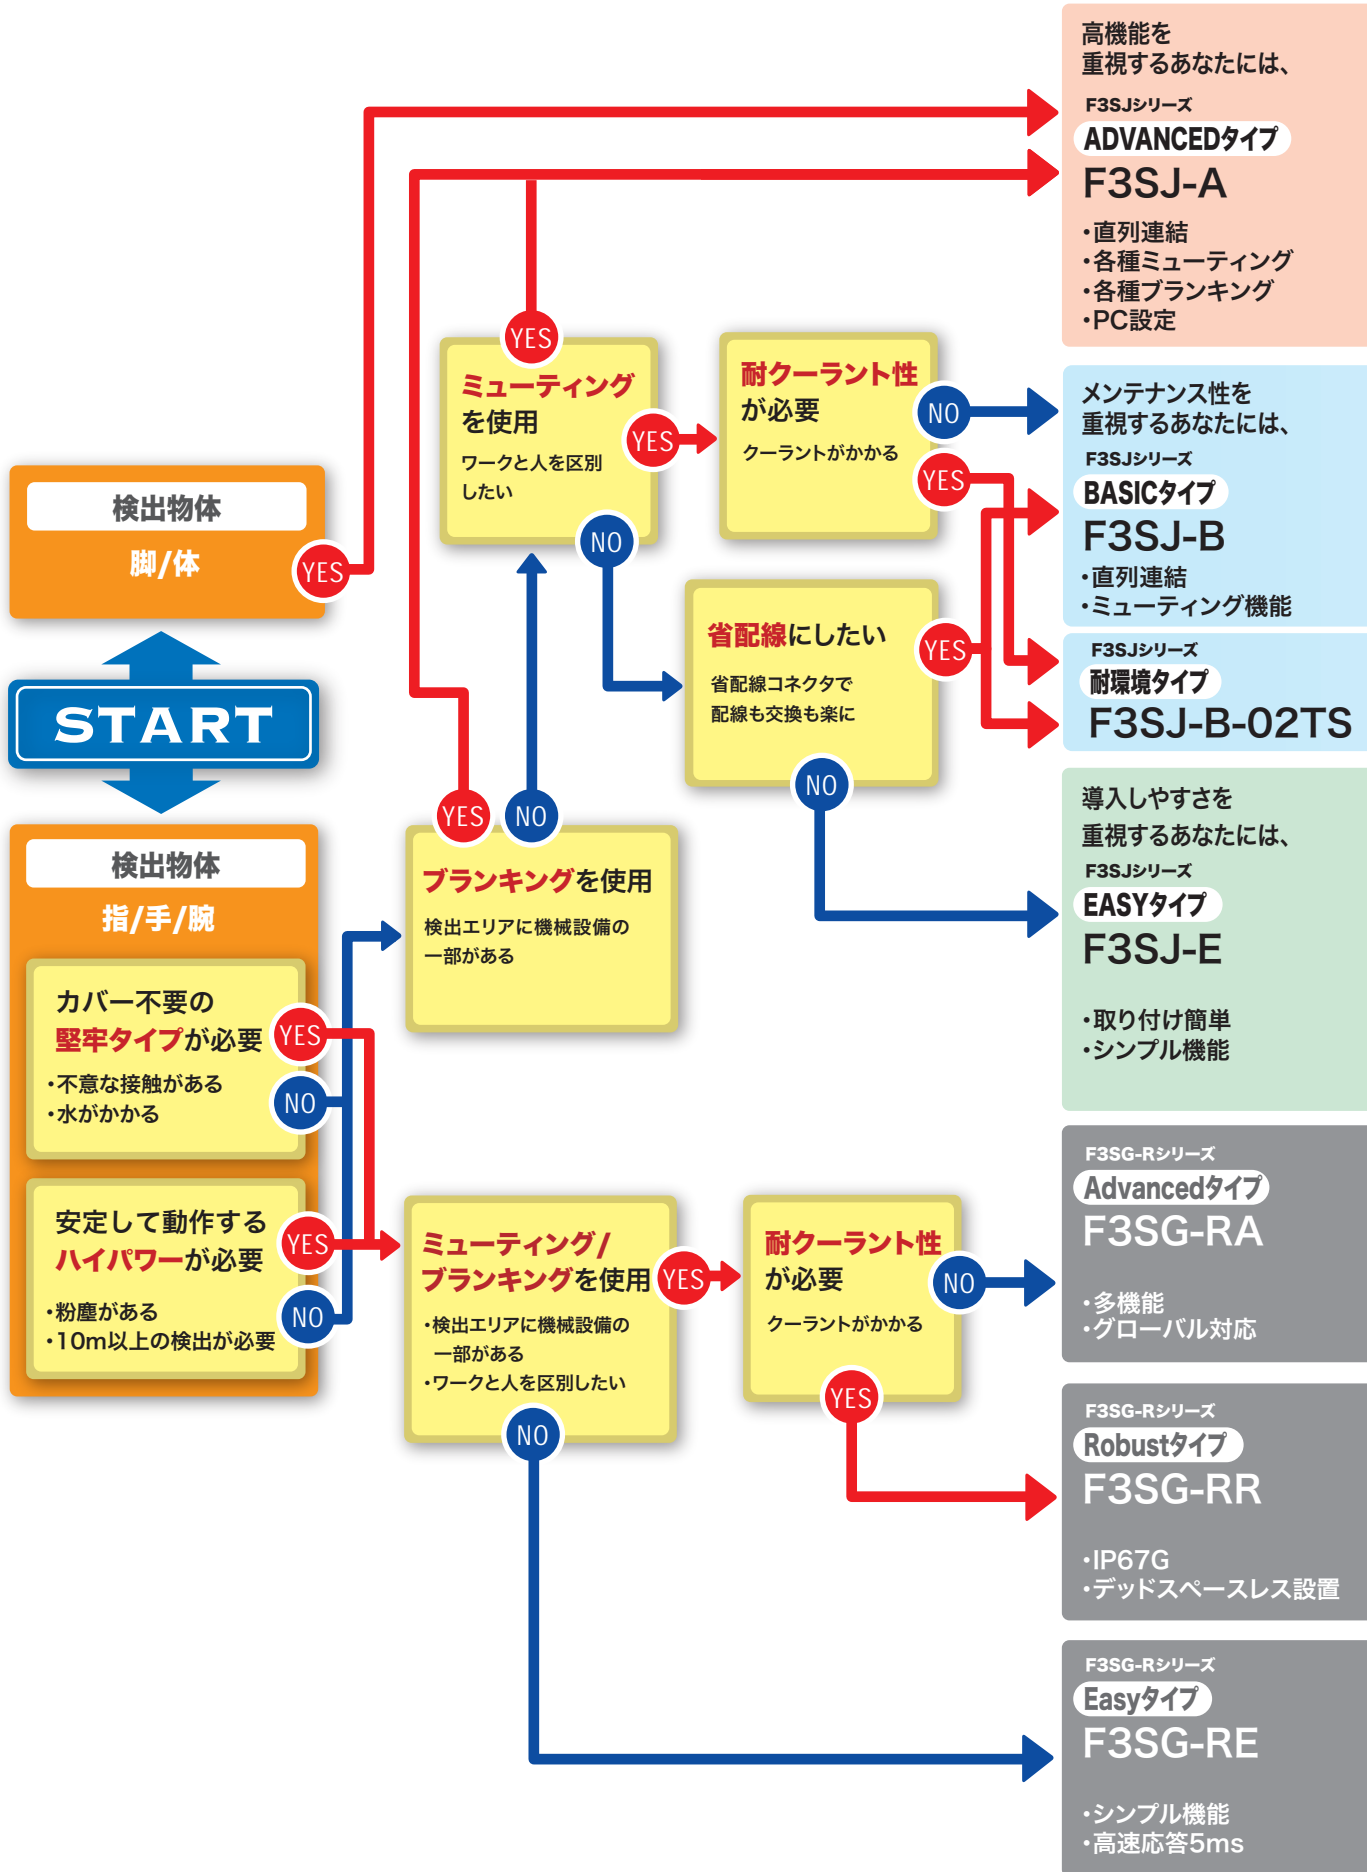 検出物体
脚/体
YES
START
検出物体
指/手/腕
カバー不要の
堅牢タイプが必要
・不意な接触がある
・水がかかる
YES
NO
安定して動作する
ハイパワーが必要
・粉塵がある
・10m以上の検出が必要
YES
NO
YES
NO
ブランキングを使用
検出エリアに機械設備の
一部がある
YES
ミューティング
を使用
ワークと人を区別
したい
YES
NO
耐クーラント性
が必要
クーラントがかかる
NO
YES
省配線にしたい
省配線コネクタで
配線も交換も楽に
YES
NO
ミューティング/
ブランキングを使用
・検出エリアに機械設備の
一部がある
・ワークと人を区別したい
YES
NO
耐クーラント性
が必要
クーラントがかかる
NO
YES
高機能を
重視するあなたには、
F3SJシリーズ
ADVANCEDタイプ
F3SJ-A
・直列連結
・各種ミューティング
・各種ブランキング
・PC設定
メンテナンス性を
重視するあなたには、
F3SJシリーズ
BASICタイプ
F3SJ-B
・直列連結
・ミューティング機能
F3SJシリーズ
耐環境タイプ
F3SJ-B-02TS
導入しやすさを
重視するあなたには、
F3SJシリーズ
EASYタイプ
F3SJ-E
・取り付け簡単
・シンプル機能
F3SG-Rシリーズ
Advancedタイプ
F3SG-RA
・多機能
・グローバル対応
F3SG-Rシリーズ
Robustタイプ
F3SG-RR
・IP67G
・デッドスペースレス設置
F3SG-Rシリーズ
Easyタイプ
F3SG-RE
・シンプル機能
・高速応答5ms